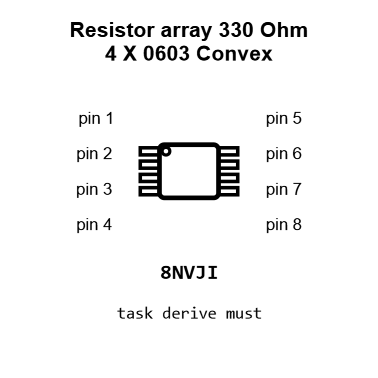 Resistor array 330 Ohm
4 X 0603 Convex
pin 1 pin 5
pin 2 pin 6
pin 3 pin 7
pin 4 pin 8
8NVJI
task derive must